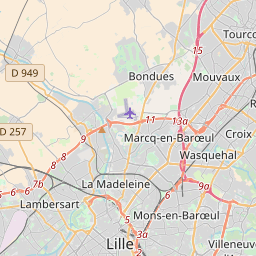 Tourco
15
D 949
Bondues
Mouvaux
11
13a
D 257
9
Marcq-en-Barœul
Croix
8
Wasquehal
8
6
7b
6
La Madeleine
9a
Lambersart
5
Mons-en-Barœul
3a
Lille
Villeneuv